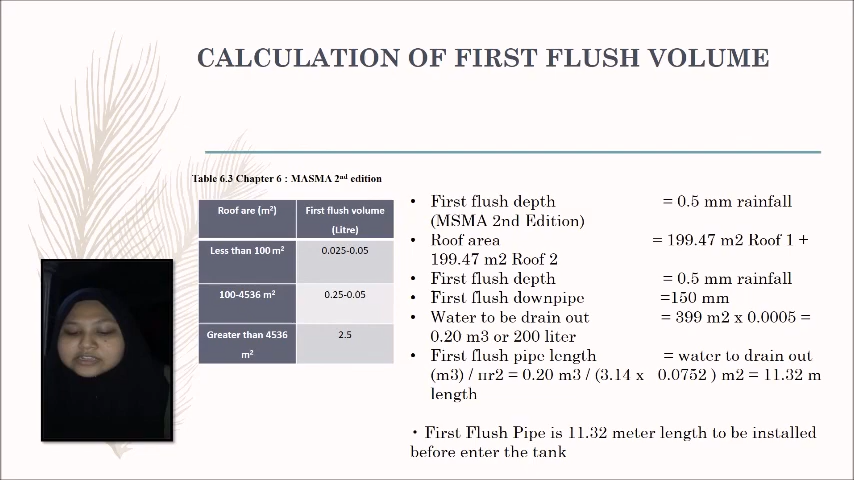 CALCULATION OF FIRST FLUSH VOLUME
Table 6.3 Chapter 6 : MASMA 2nd edition
Roof are (m2) First flush volume (Litre)
Less than 100 m2 0.025-0.05
100-4536 m2 0.25-0.05
Greater than 4536 m2 2.5
• First flush depth = 0.5 mm rainfall
(MSMA 2nd Edition)
• Roof area = 199.47 m2 Roof 1 +
199.47 m2 Roof 2
• First flush depth = 0.5 mm rainfall
• First flush downpipe =150 mm
• Water to be drain out = 399 m2 x 0.0005 =
0.20 m3 or 200 liter
• First flush pipe length = water to drain out
(m3) / πr2 = 0.20 m3 / (3.14 x 0.0752 ) m2 = 11.32 m
length
• First Flush Pipe is 11.32 meter length to be installed
before enter the tank